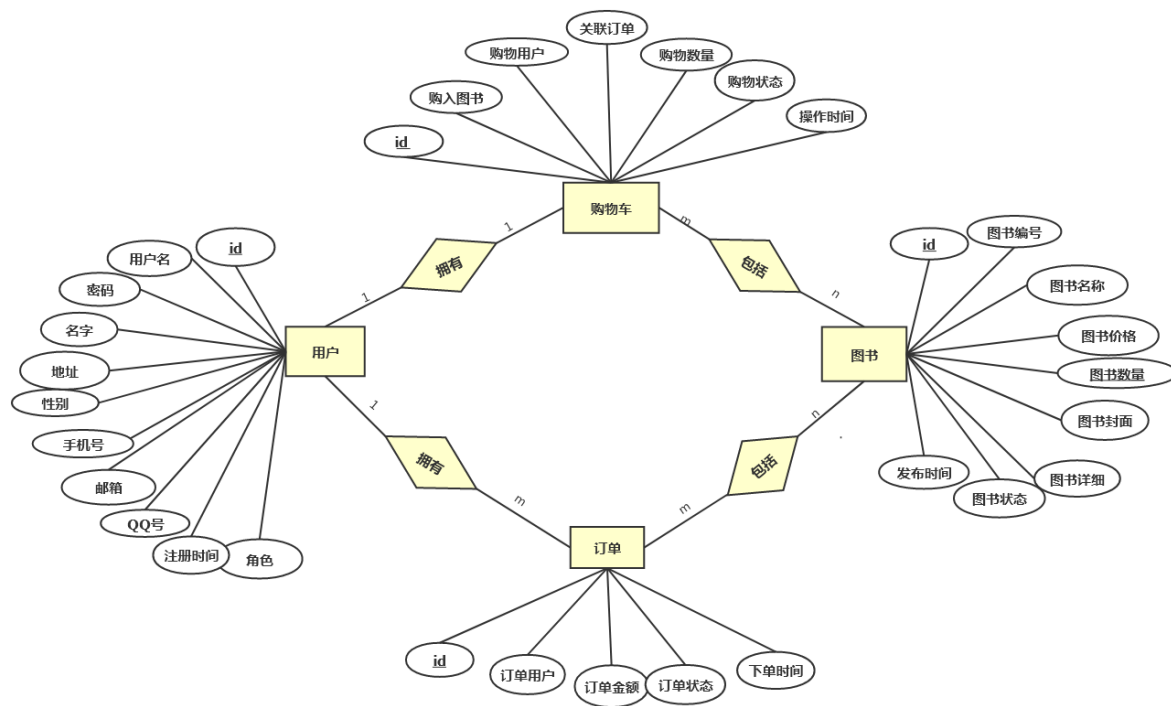 关联订单
购物用户
购物数量
购物状态
购入图书
操作时间
id
购物车
1
m
拥有
包括
1
n
id
用户名
密码
名字
地址
性别
手机号
邮箱
QQ号
注册时间
角色
用户
id
图书编号
图书名称
图书价格
图书数量
图书封面
图书详细
图书状态
发布时间
图书
1
n
拥有
包括
m
m
订单
id
订单用户
订单金额
订单状态
下单时间